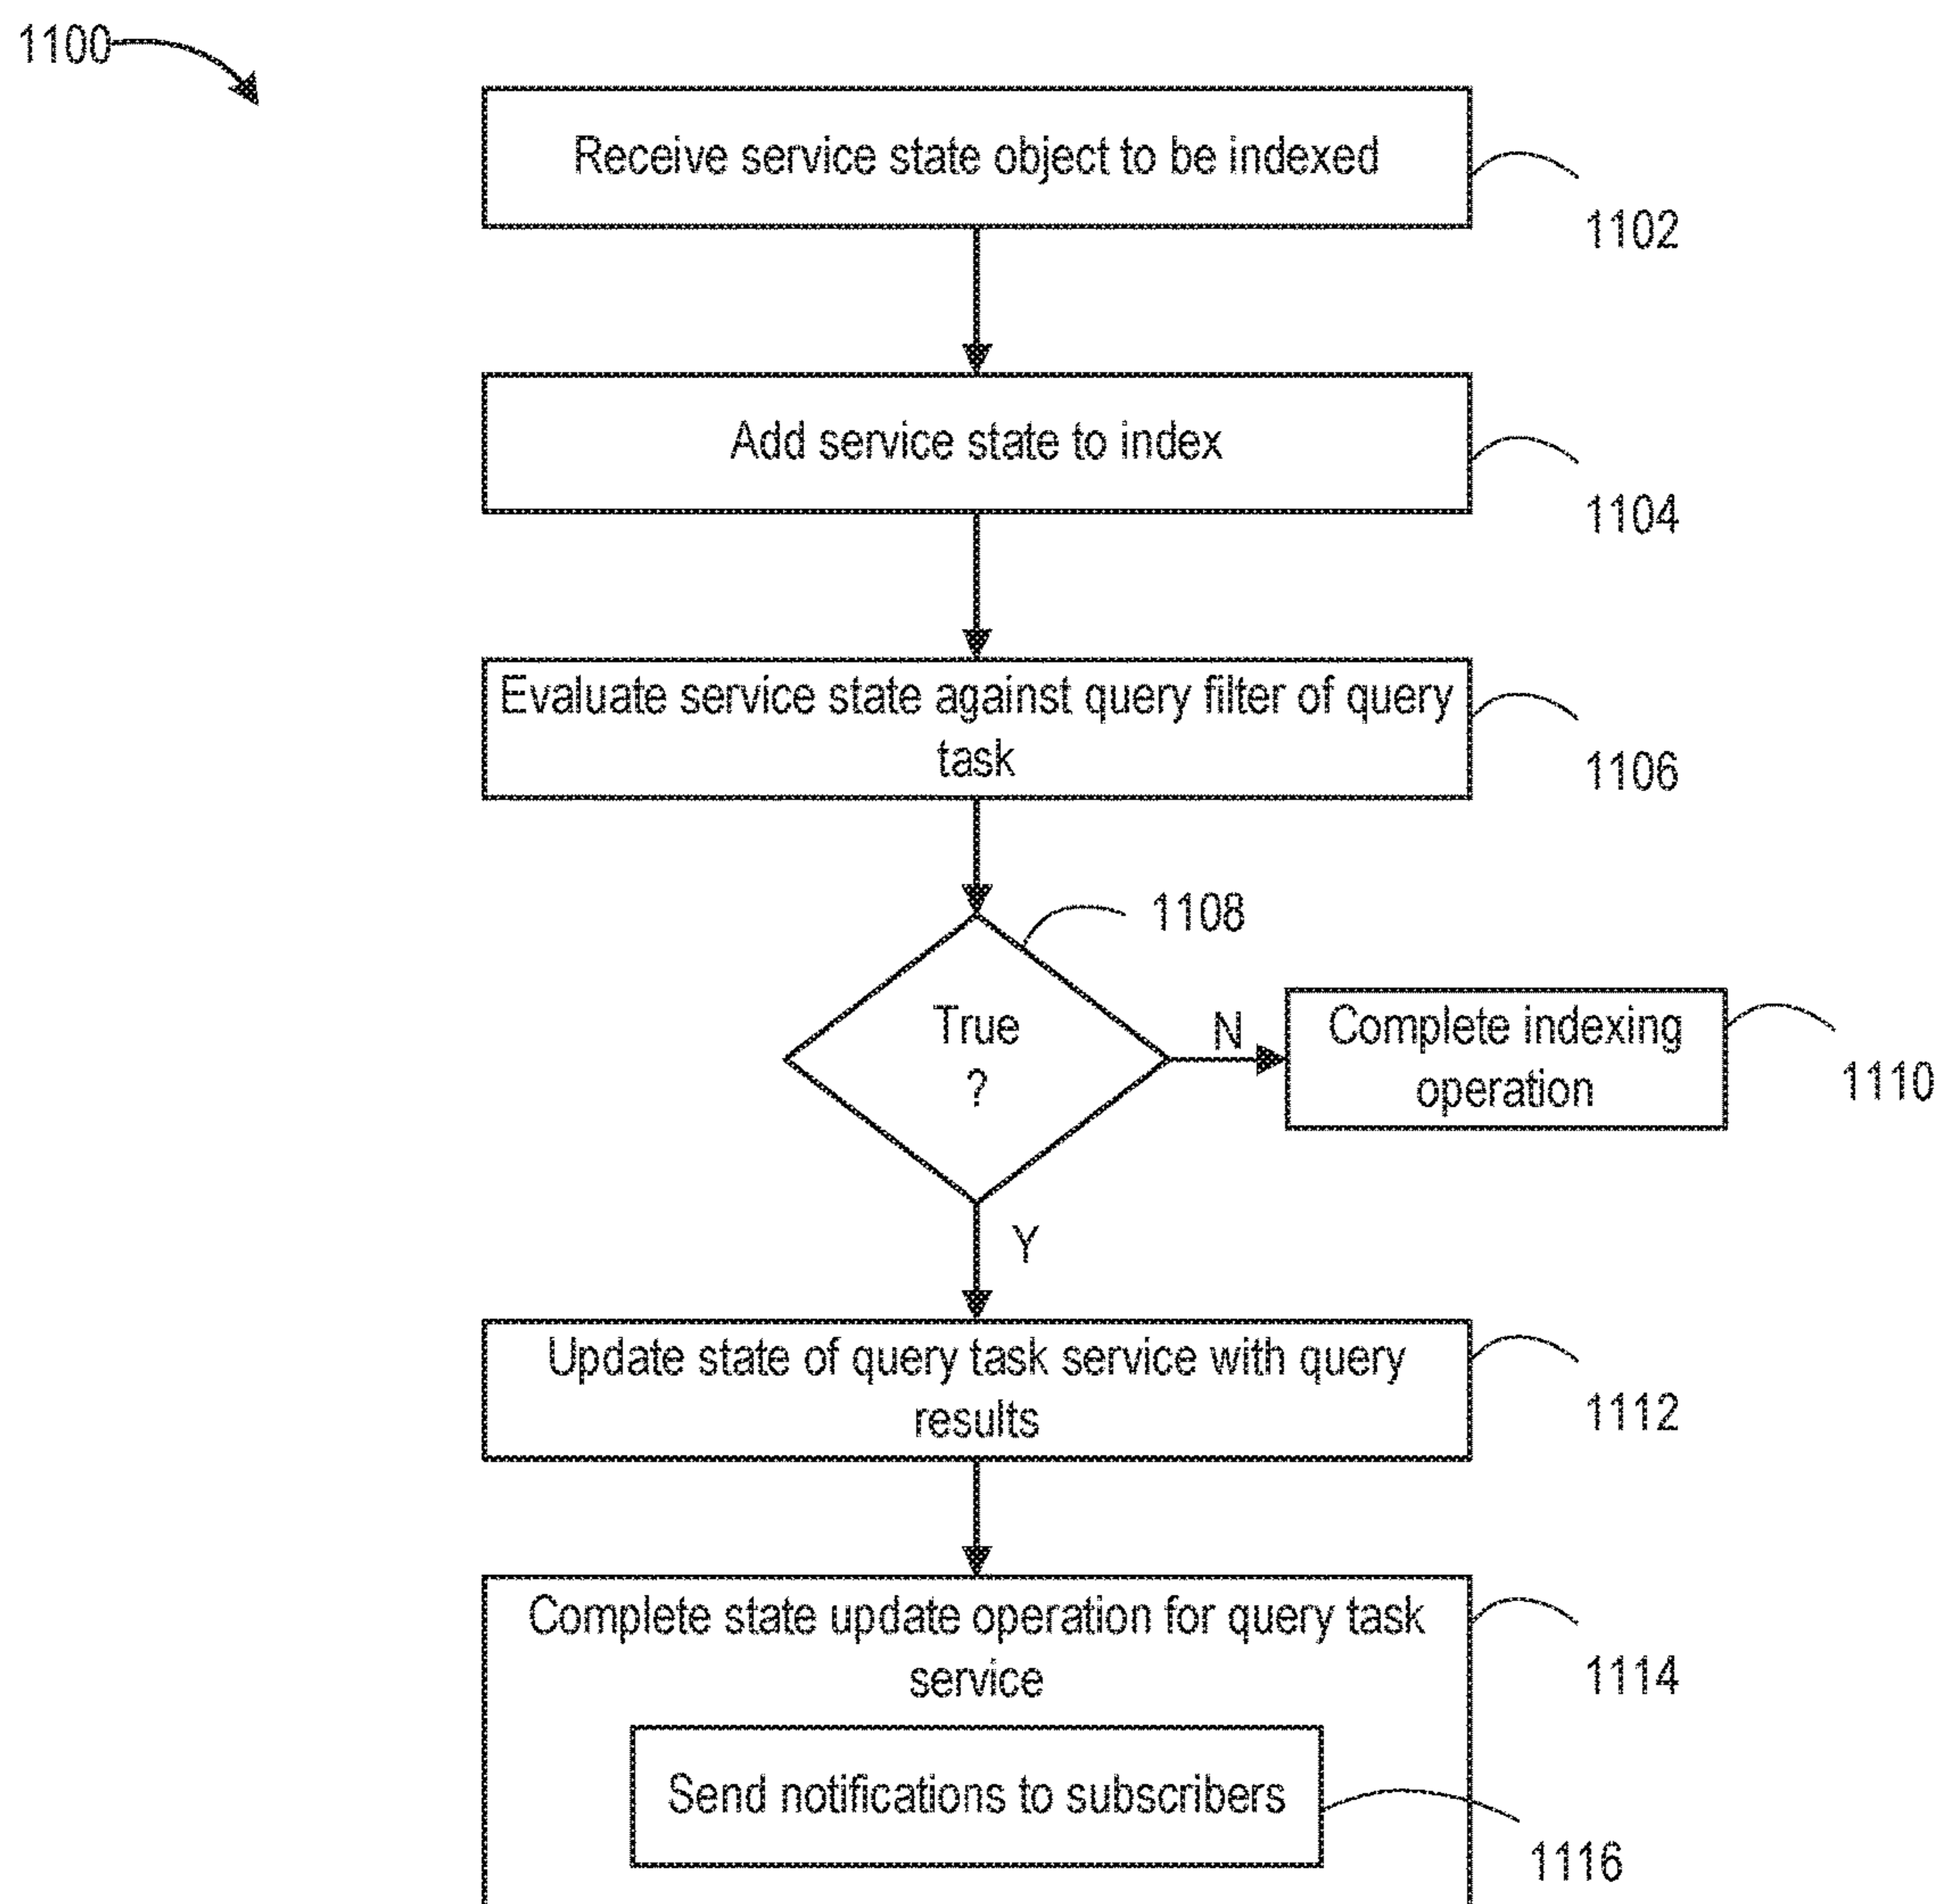 1100
Receive service state object to be indexed
1102
Add service state to index
1104
Evaluate service state against query filter of query
task
1106
1108
True
?
N
Complete indexing
operation
1110
Y
Update state of query task service with query
results
1112
Complete state update operation for query task
service
1114
Send notifications to subscribers
1116